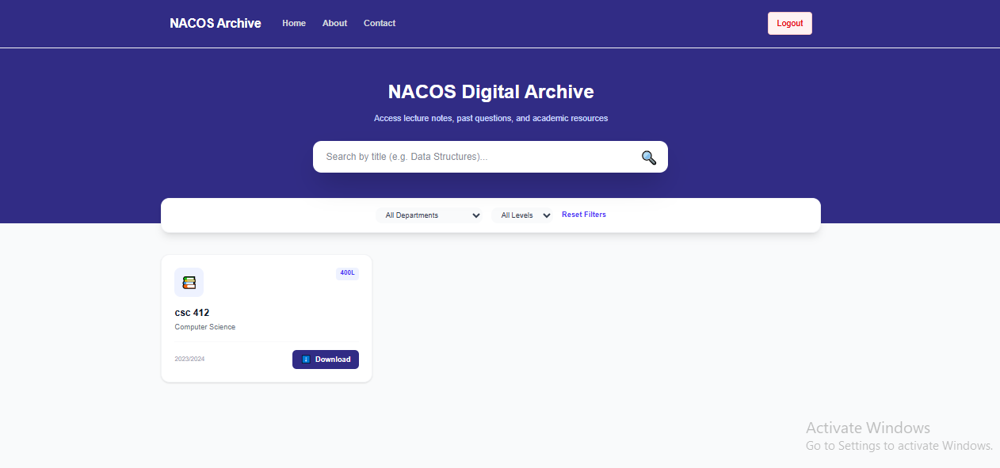 NACOS Archive Home About Contact Logout
NACOS Digital Archive
Access lecture notes, past questions, and academic resources
Search by title (e.g. Data Structures)...
All Departments All Levels Reset Filters
400L
csc 412
Computer Science
2023/2024 Download
Activate Windows
Go to Settings to activate Windows.